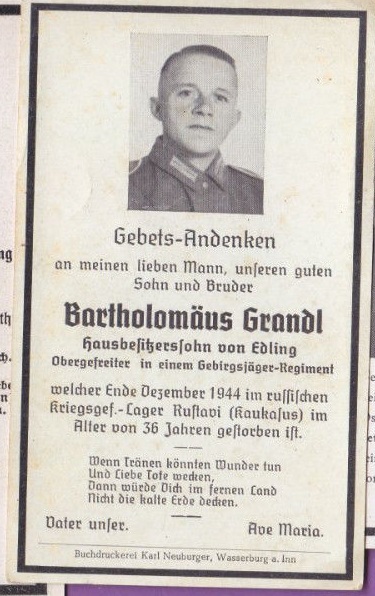 Gebets-Andenken
an meinen lieben Mann, unseren guten
Sohn und Bruder
Bartholomäus Grandl
Hausbesitzerssohn von Edling
Obergefreiter in einem Gebirgsjäger-Regiment
welcher Ende Dezember 1944 im russischen
Kriegsgef.-Lager Rustavi (Kaukasus) im
Alter von 36 Jahren gestorben ist.
Wenn Tränen könnten Wunder tun
Und Liebe Tote wecken,
Dann würde Dich im fernen Land
Nicht die kalte Erde decken.
Vater unser. Ave Maria.
Buchdruckerei Karl Neuburger, Wasserburg a. Inn